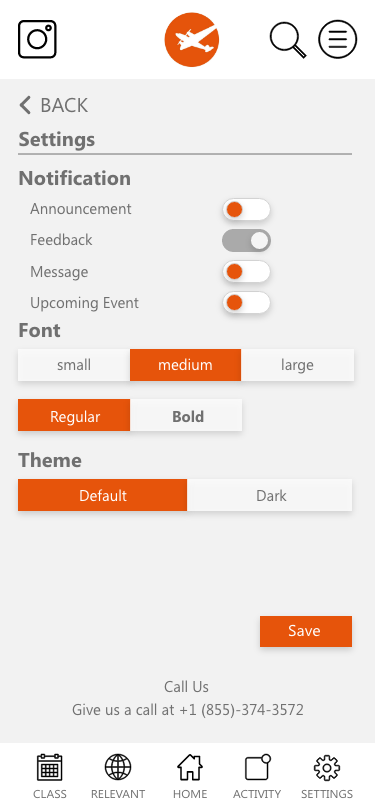 BACK
Settings
Notification
Announcement
Feedback
Message
Upcoming Event
Font
small medium large
Regular Bold
Theme
Default Dark
Save
Call Us
Give us a call at +1 (855)-374-3572
CLASS RELEVANT HOME ACTIVITY SETTINGS